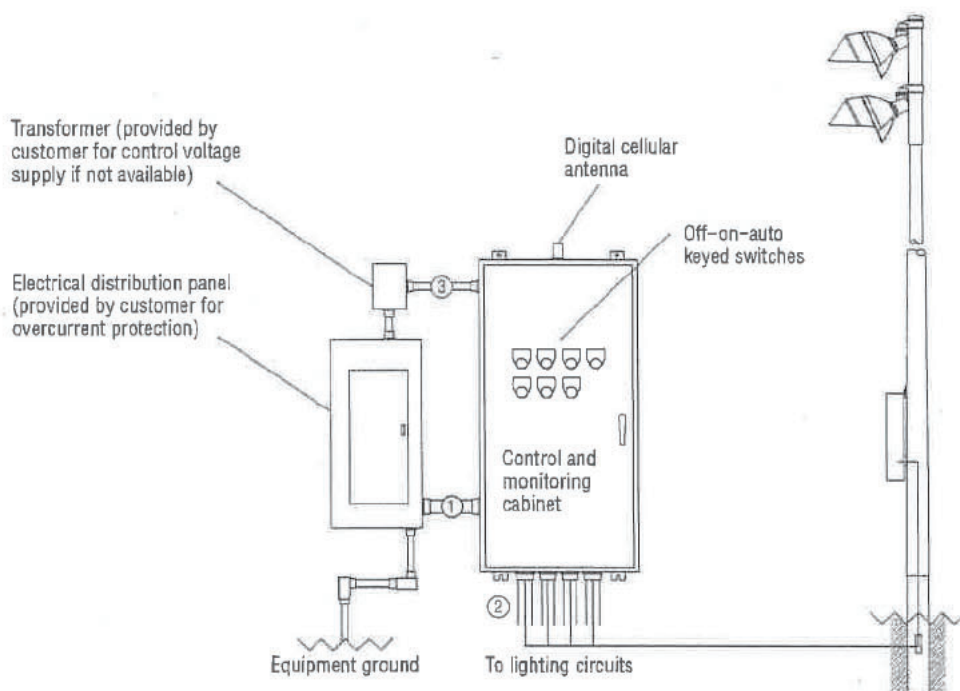 Transformer (provided by
customer for control voltage
supply if not available)
Digital cellular
antenna
Off-on-auto
keyed switches
Electrical distribution panel
(provided by customer for
overcurrent protection)
3
Control and
monitoring
cabinet
1
2
Equipment ground
To lighting circuits